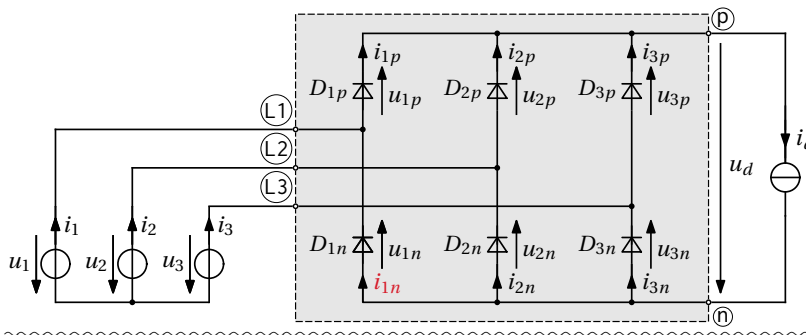 p
i1p i2p i3p
D1p u1p D2p u2p D3p u3p
L1
L2
L3
ud
i1 i2 i3
u1 u2 u3
D1n u1n D2n u2n D3n u3n
i1n i2n i3n
n